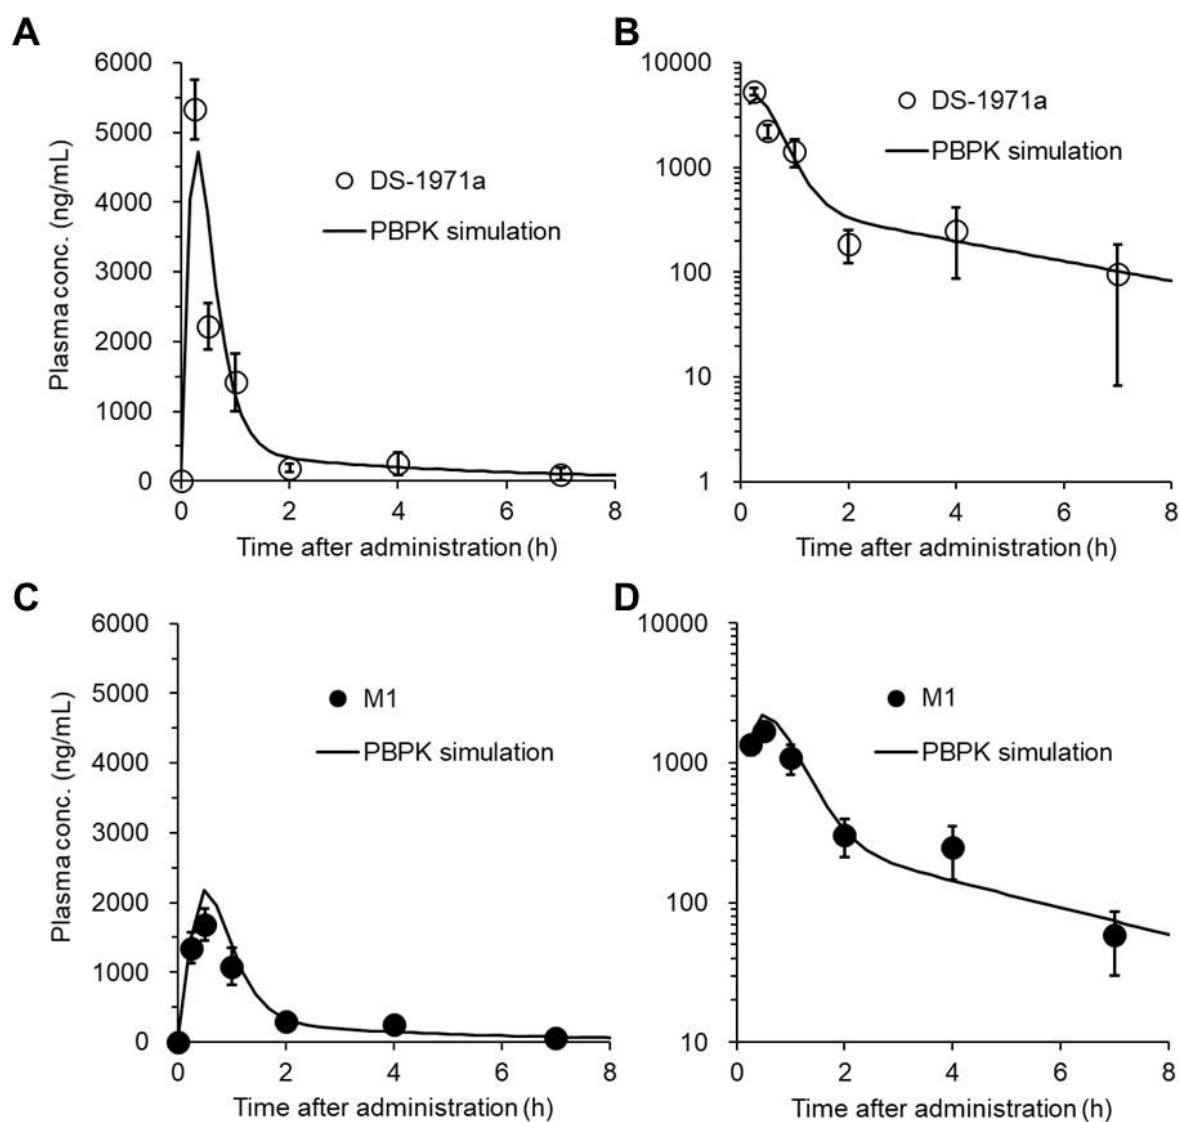 A
6000
5000
4000
3000
2000
1000
0
Plasma conc. (ng/mL)
DS-1971a
PBPK simulation
0 2 4 6 8
Time after administration (h)
B
10000
1000
100
10
1
DS-1971a
PBPK simulation
0 2 4 6 8
Time after administration (h)
C
6000
5000
4000
3000
2000
1000
0
Plasma conc. (ng/mL)
M1
PBPK simulation
0 2 4 6 8
Time after administration (h)
D
10000
1000
100
10
M1
PBPK simulation
0 2 4 6 8
Time after administration (h)